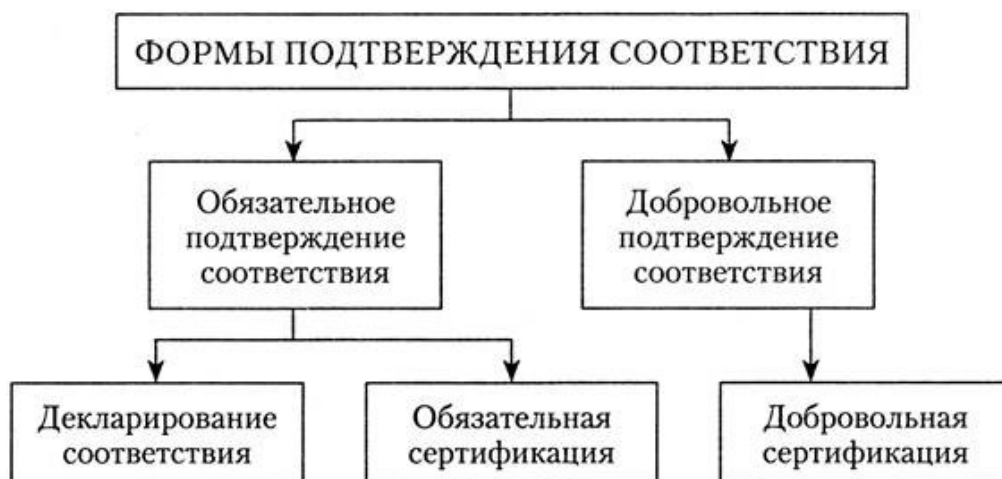 ФОРМЫ ПОДТВЕРЖДЕНИЯ СООТВЕТСТВИЯ
Обязательное
подтверждение
соответствия
Добровольное
подтверждение
соответствия
Декларирование
соответствия
Обязательная
сертификация
Добровольная
сертификация